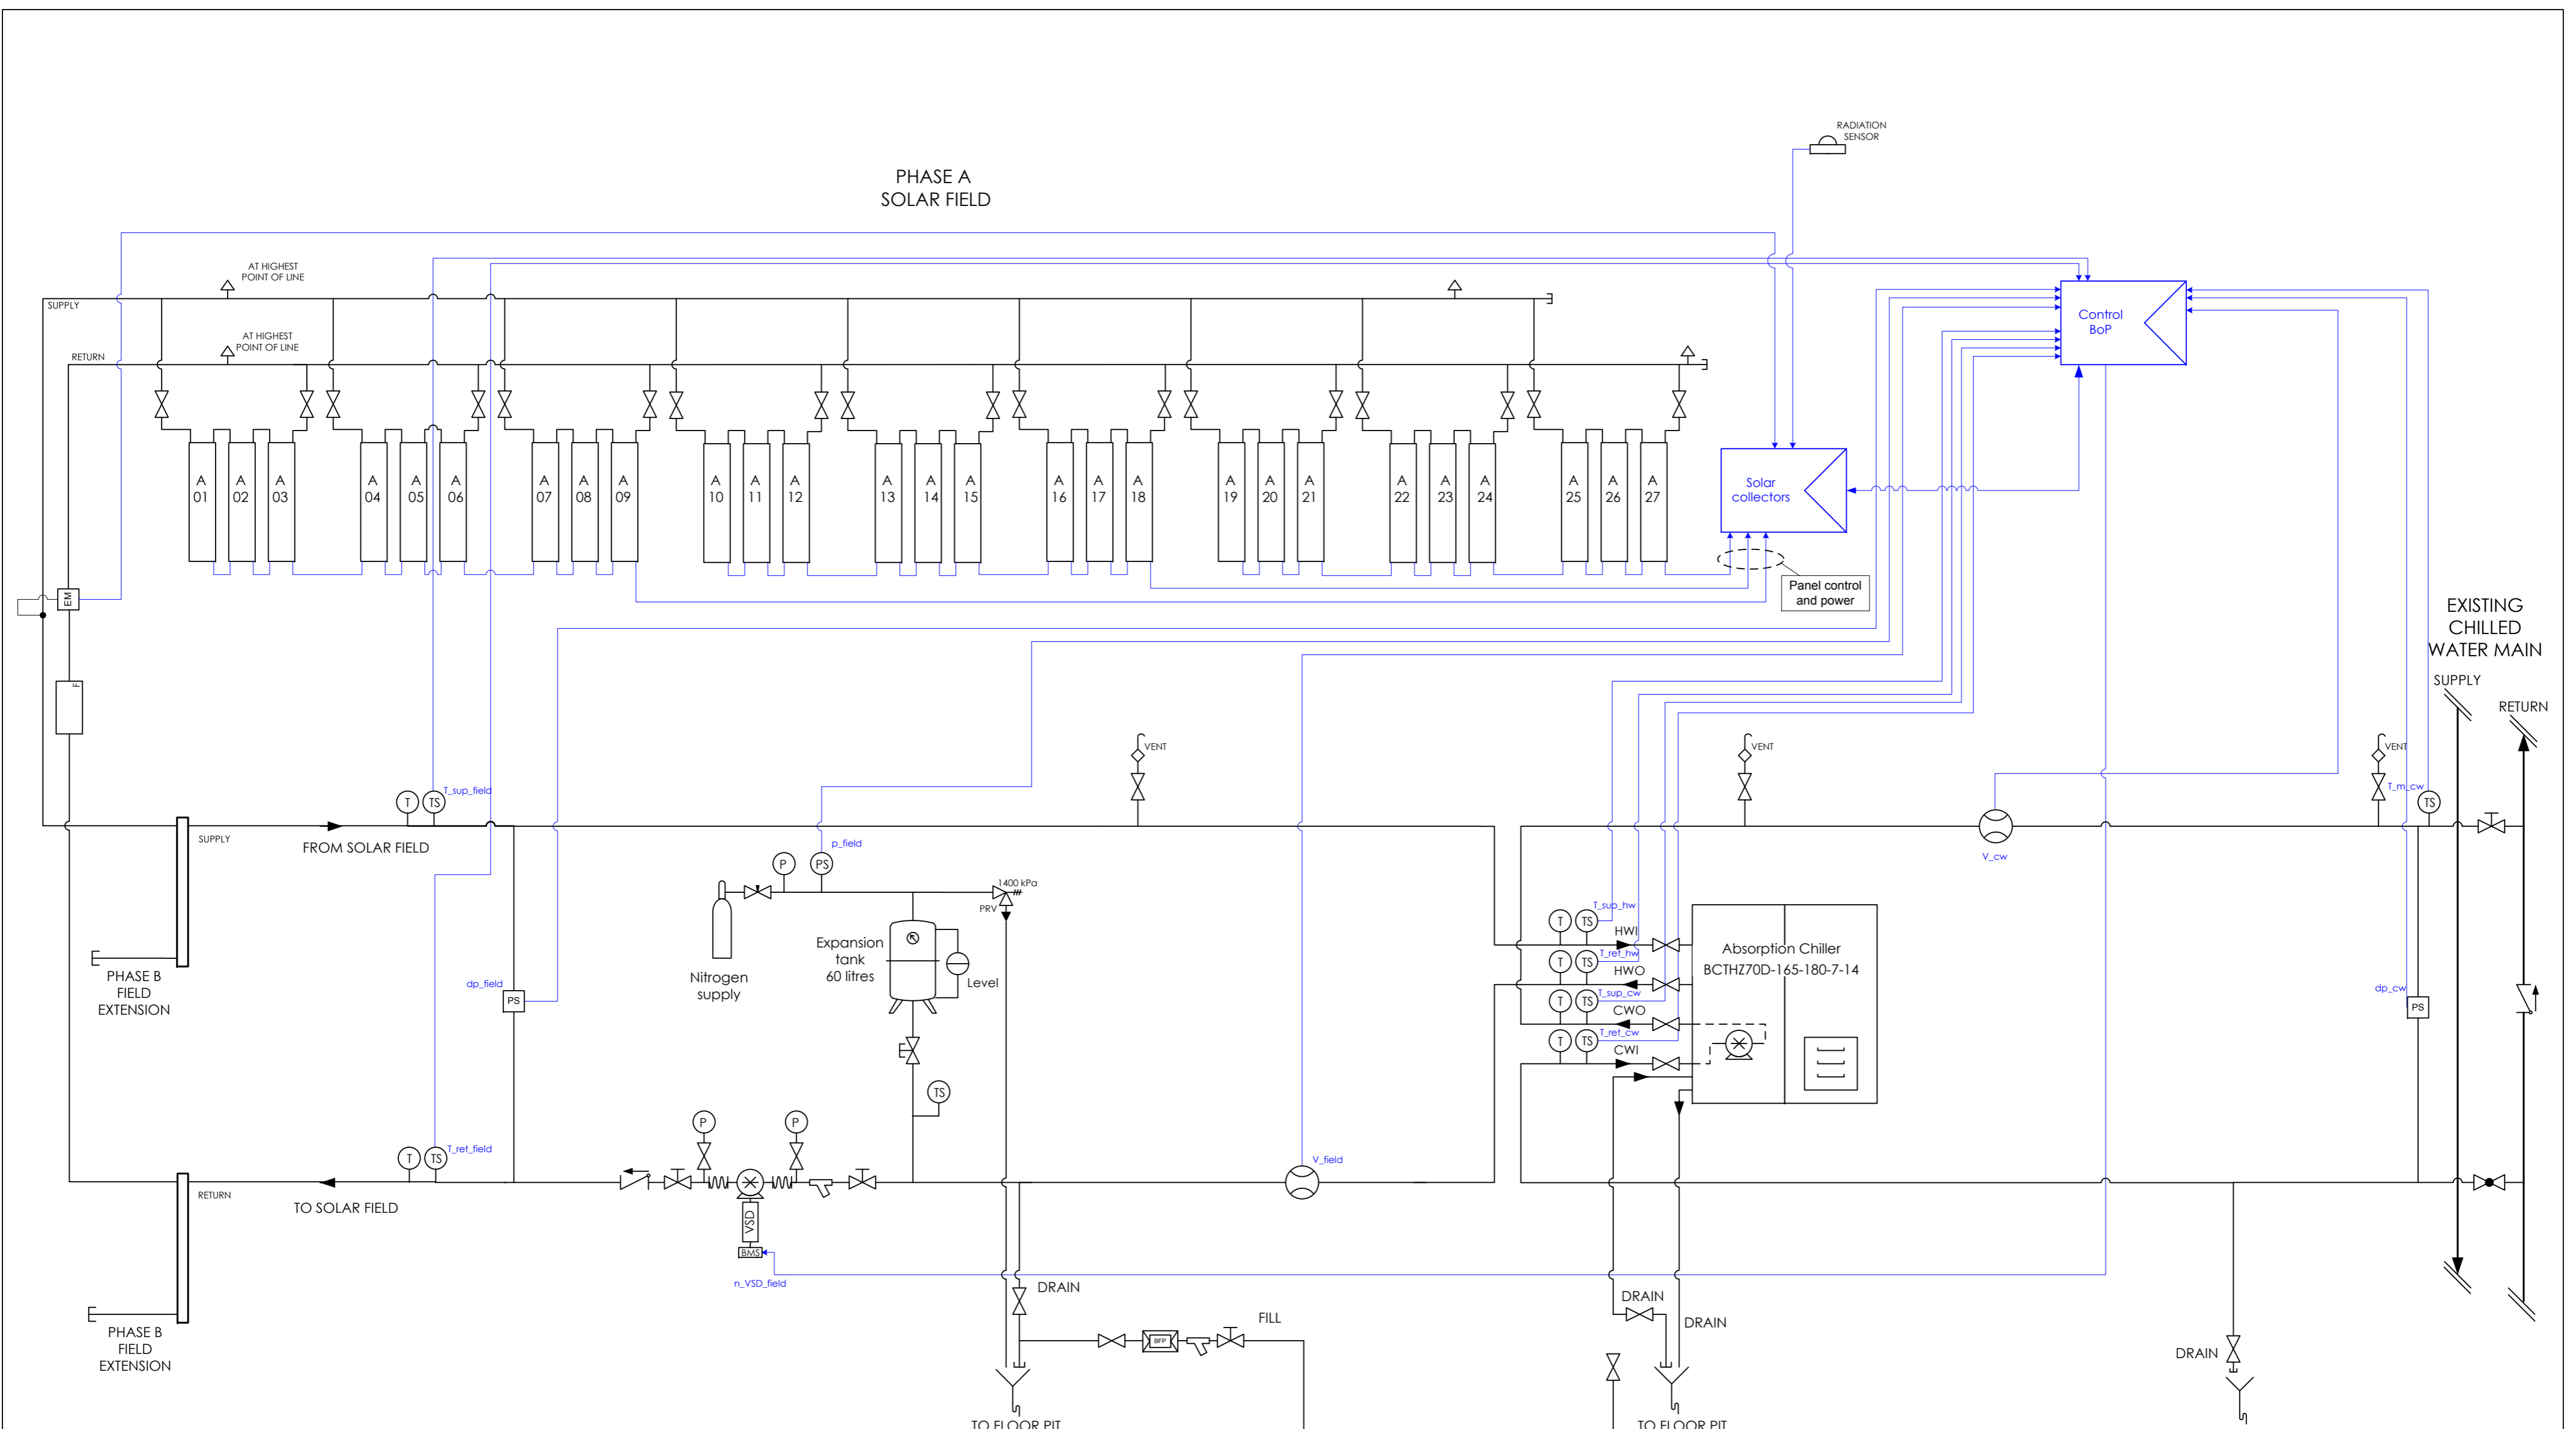 RADIATION
SENSOR
PHASE A
SOLAR FIELD
AT HIGHEST
POINT OF LINE
SUPPLY
AT HIGHEST
POINT OF LINE
RETURN
Control
BoP
A
01
A
02
A
03
A
04
A
05
A
06
A
07
A
08
A
09
A
10
A
11
A
12
A
13
A
14
A
15
A
16
A
17
A
18
A
19
A
20
A
21
A
22
A
23
A
24
A
25
A
26
A
27
Solar
collectors
Panel control
and power
EM
F
EXISTING
CHILLED
WATER MAIN
SUPPLY
RETURN
VENT
VENT
VENT
T
TS
T_sup_field
T_m_cw
TS
SUPPLY
FROM SOLAR FIELD
V_cw
P
PS
p_field
1400 kPa
PRV
Nitrogen
supply
Expansion
tank
60 litres
Level
T
TS
T_sup_hw
HWI
T
TS
T_ret_hw
HWO
T
TS
T_sup_cw
CWO
T
TS
T_ret_cw
CWI
Absorption Chiller
BCTHZ70D-165-180-7-14
PHASE B
FIELD
EXTENSION
dp_field
PS
dp_cw
PS
TS
T
TS
T_ret_field
P
P
V_field
RETURN
TO SOLAR FIELD
VSD
BMS
n_VSD_field
DRAIN
FILL
BFP
DRAIN
DRAIN
DRAIN
PHASE B
FIELD
EXTENSION
TO FLOOR PIT
TO FLOOR PIT